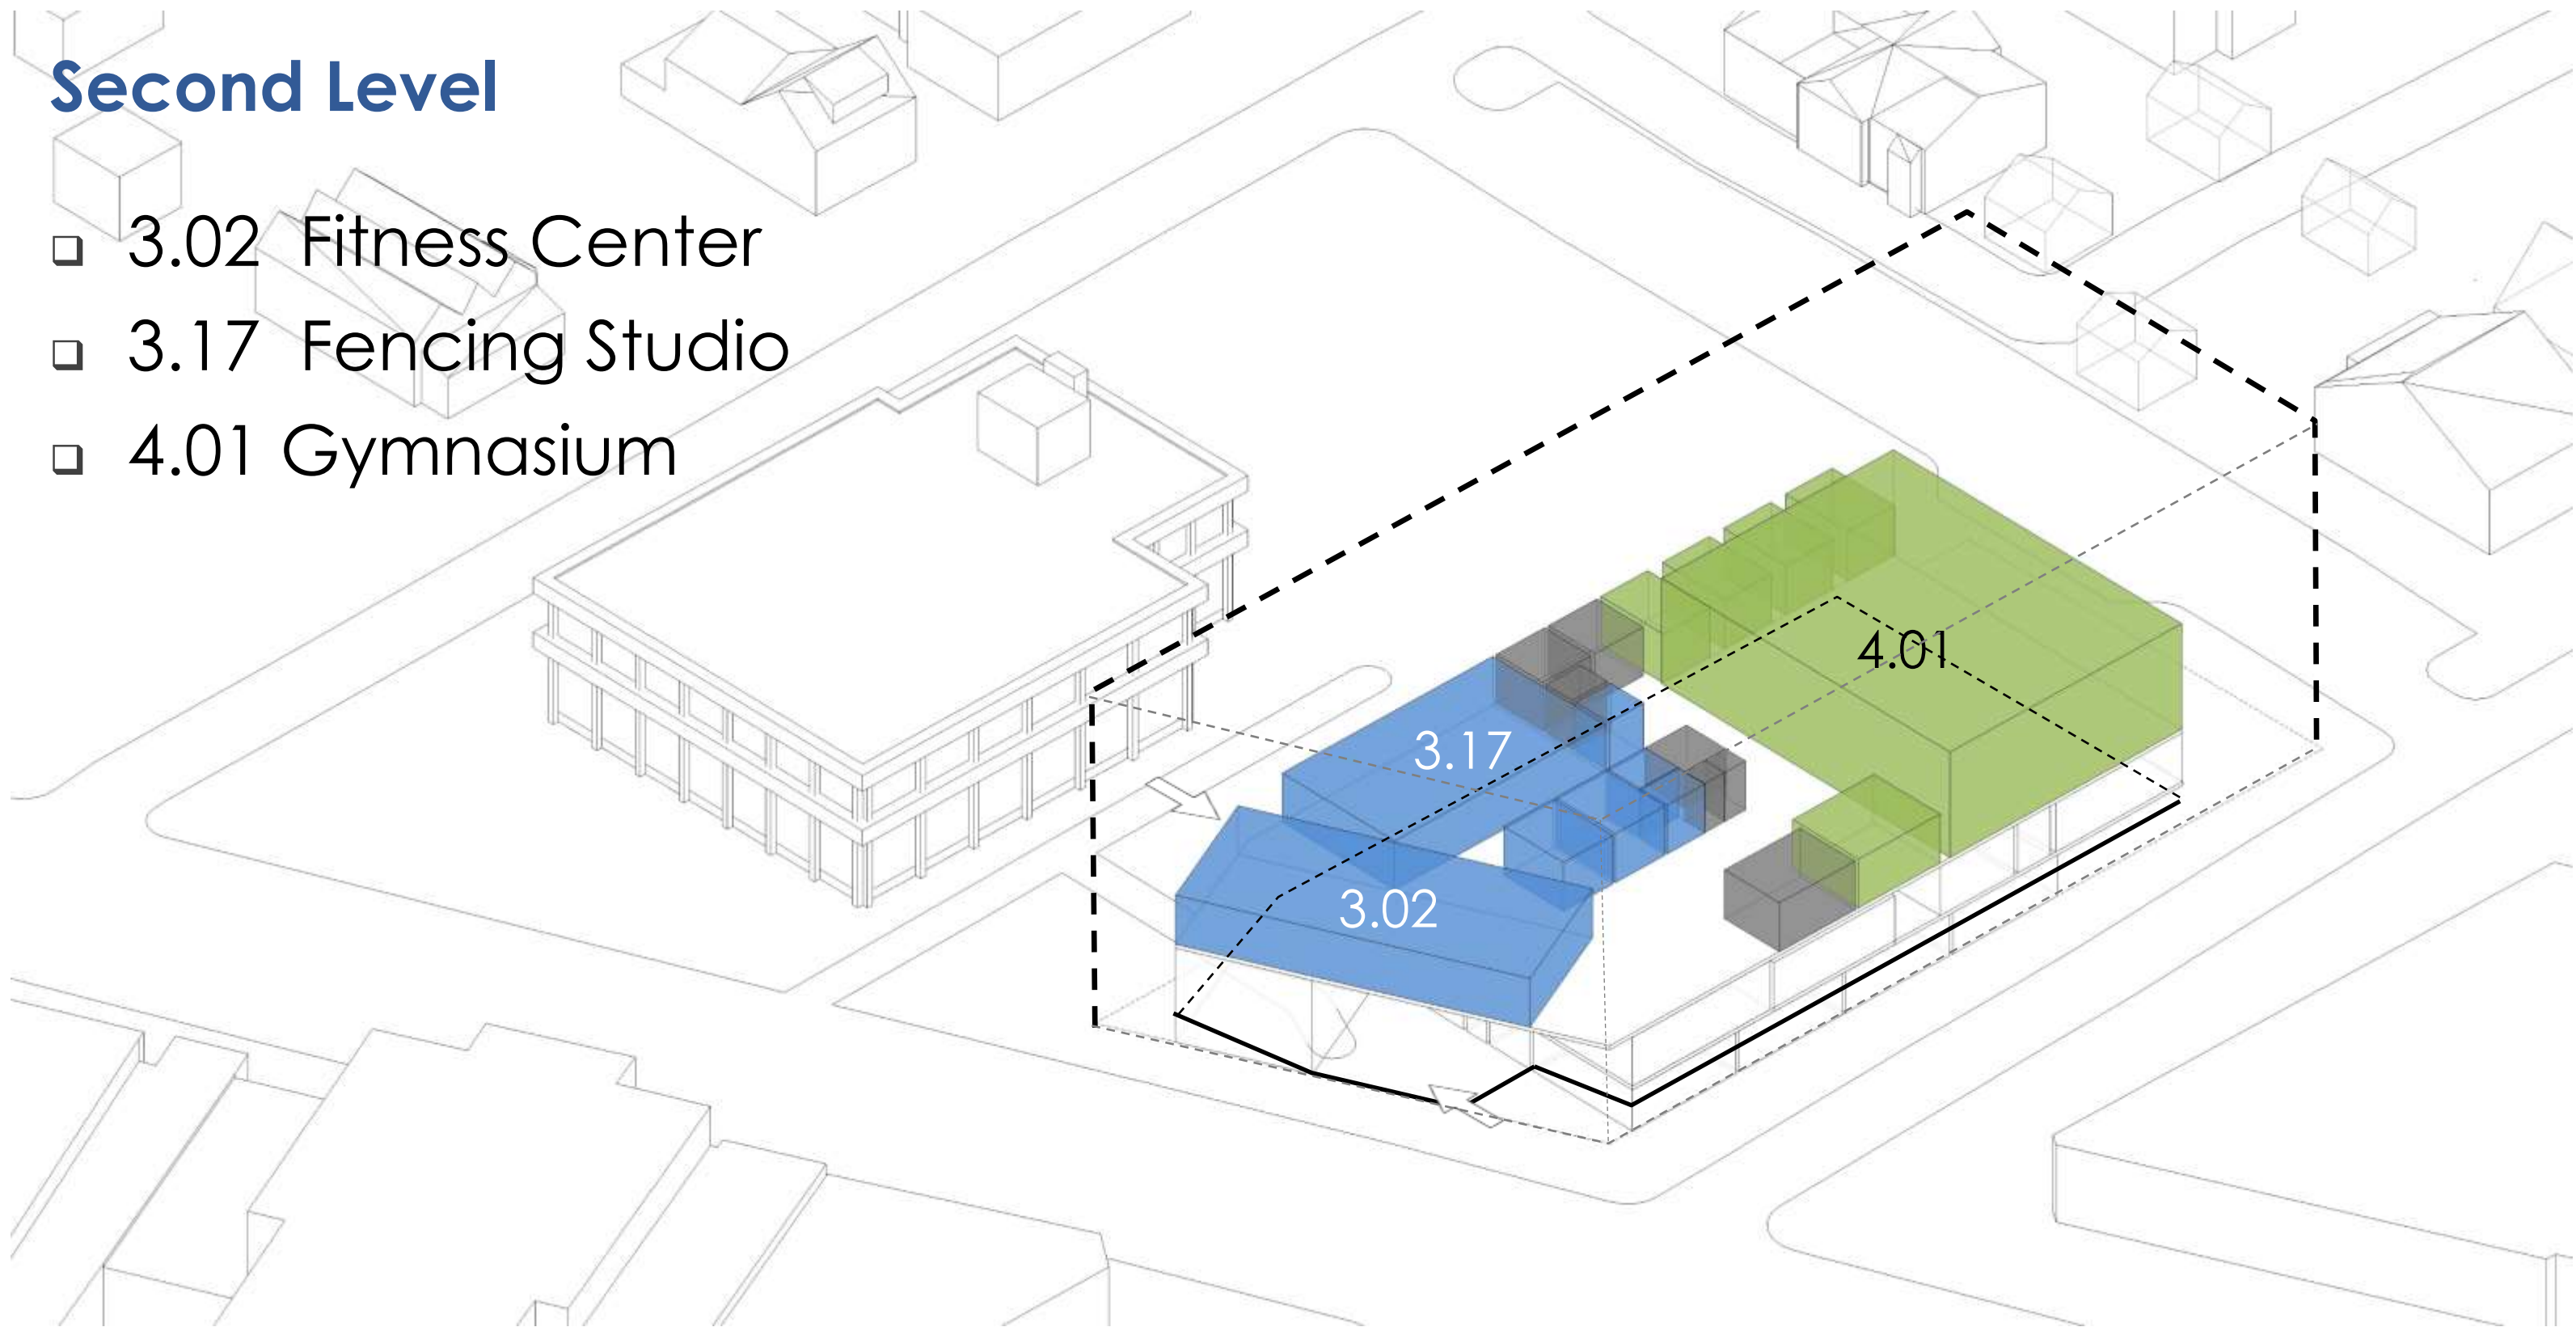 Second Level
3.02 Fitness Center
3.17 Fencing Studio
4.01 Gymnasium
4.01
3.17
3.02